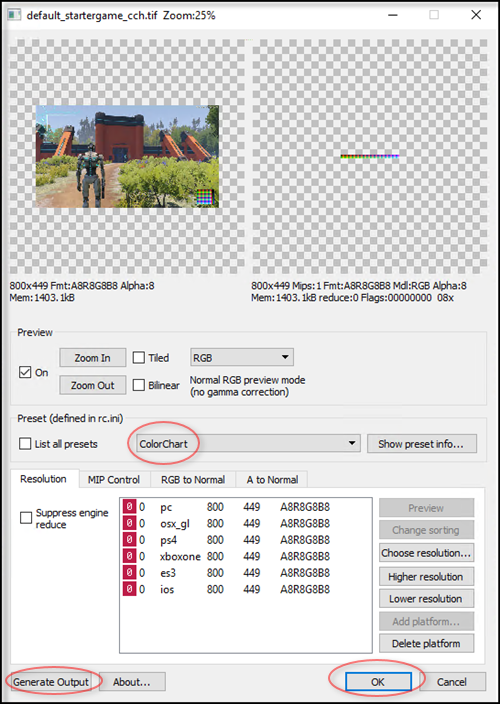 default_startergame_cch.tif Zoom:25%
800x449 Fmt:A8R8G8B8 Alpha:8
Mem:1403.1kB
800x449 Mips:1 Fmt:A8R8G8B8 Mdl:RGB Alpha:8
Mem:1403.1kB reduce:0 Flags:00000000 08x
Preview
On
Zoom In
Tiled
RGB
Zoom Out
Bilinear
Normal RGB preview mode
(no gamma correction)
Preset (defined in rc.ini)
List all presets
ColorChart
Show preset info...
Resolution MIP Control RGB to Normal A to Normal
Suppress engine
reduce
0 0 pc 800 449 A8R8G8B8
0 0 osx_gl 800 449 A8R8G8B8
0 0 ps4 800 449 A8R8G8B8
0 0 xboxone 800 449 A8R8G8B8
0 0 es3 800 449 A8R8G8B8
0 0 ios 800 449 A8R8G8B8
Preview
Change sorting
Choose resolution...
Higher resolution
Lower resolution
Add platform...
Delete platform
Generate Output
About...
OK
Cancel